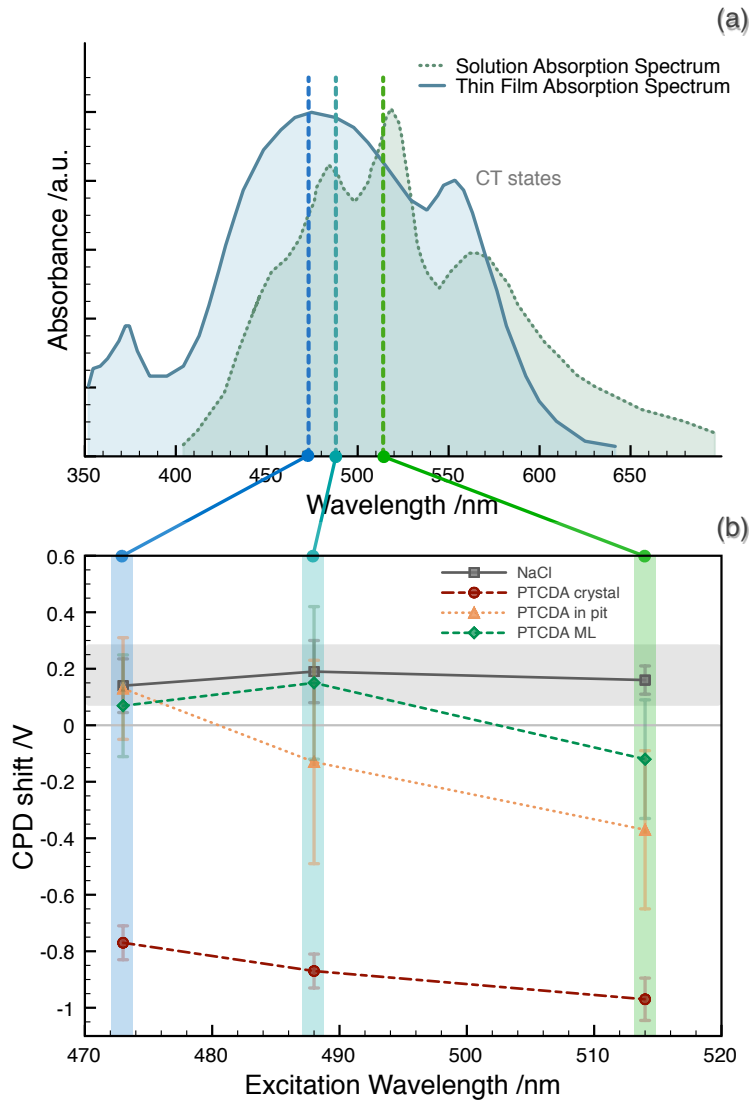 (a)
Solution Absorption Spectrum
Thin Film Absorption Spectrum
CT states
Absorbance /a.u.
350 400 450 500 550 600 650
Wavelength /nm
(b)
0.6
0.4
0.2
0
-0.2
-0.4
-0.6
-0.8
-1
CPD shift /V
NaCl
PTCDA crystal
PTCDA in pit
PTCDA ML
470 480 490 500 510 520
Excitation Wavelength /nm